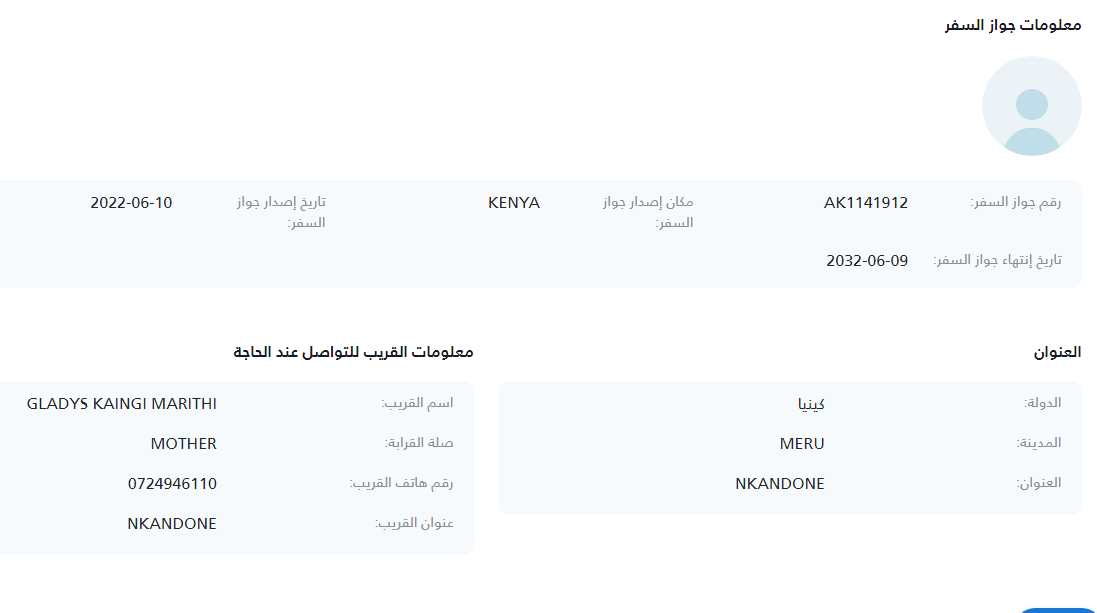 معلومات جواز السفر
رقم جواز السفر: AK1141912
مكان إصدار جواز السفر: KENYA
تاريخ إصدار جواز السفر: 2022-06-10
تاريخ إنتهاء جواز السفر: 2032-06-09
العنوان
الدولة: كينيا
المدينة: MERU
العنوان: NKANDONE
معلومات القريب للتواصل عند الحاجة
اسم القريب: GLADYS KAINGI MARITHI
صلة القرابة: MOTHER
رقم هاتف القريب: 0724946110
عنوان القريب: NKANDONE